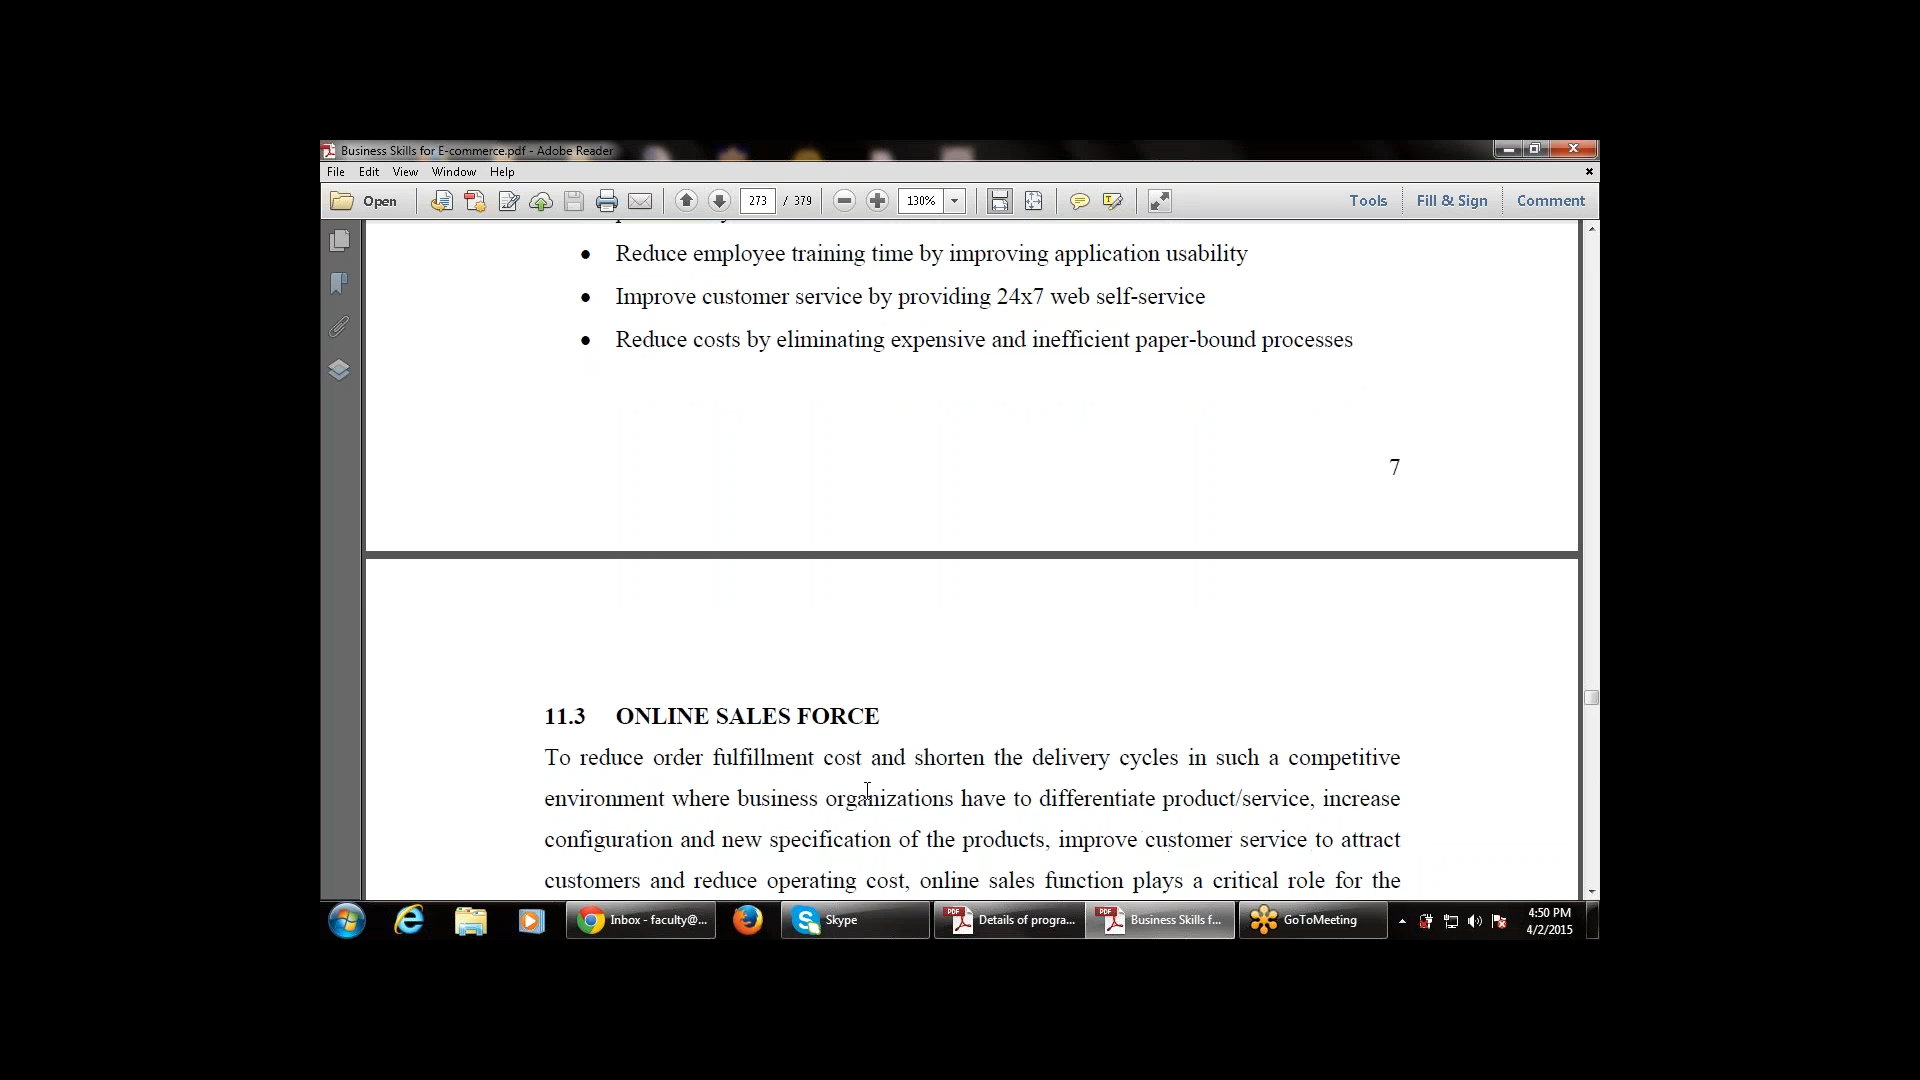 Business Skills for E-commerce.pdf - Adobe Reader
File Edit View Window Help
Open 273 / 379 130% Tools Fill & Sign Comment
• Reduce employee training time by improving application usability
• Improve customer service by providing 24x7 web self-service
• Reduce costs by eliminating expensive and inefficient paper-bound processes
7
11.3 ONLINE SALES FORCE
To reduce order fulfillment cost and shorten the delivery cycles in such a competitive
environment where business organizations have to differentiate product/service, increase
configuration and new specification of the products, improve customer service to attract
customers and reduce operating cost, online sales function plays a critical role for the
Inbox - faculty@... Skype Details of progra... Business Skills f... GoToMeeting 4:50 PM
4/2/2015